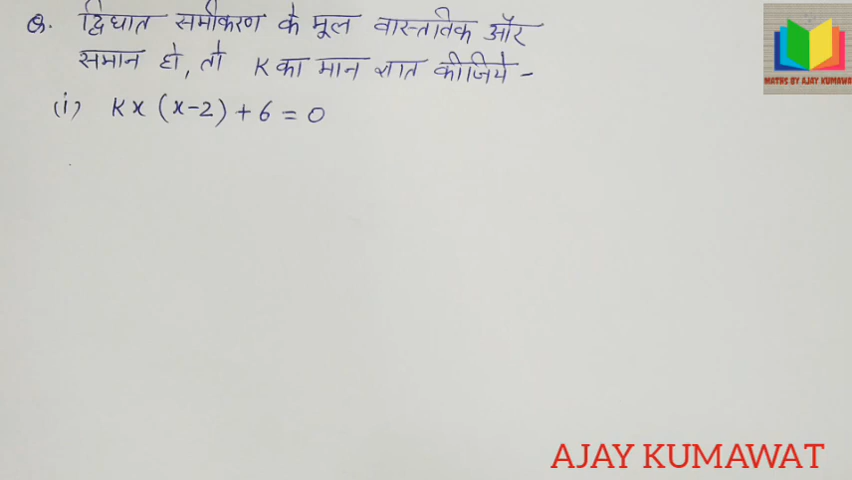 Q. द्विघात समीकरण के मूल वास्तविक और
समान हो, तो K का मान ज्ञात कीजिये -
(i) Kx (x-2) + 6 = 0
MATHS BY AJAY KUMAWAT
AJAY KUMAWAT